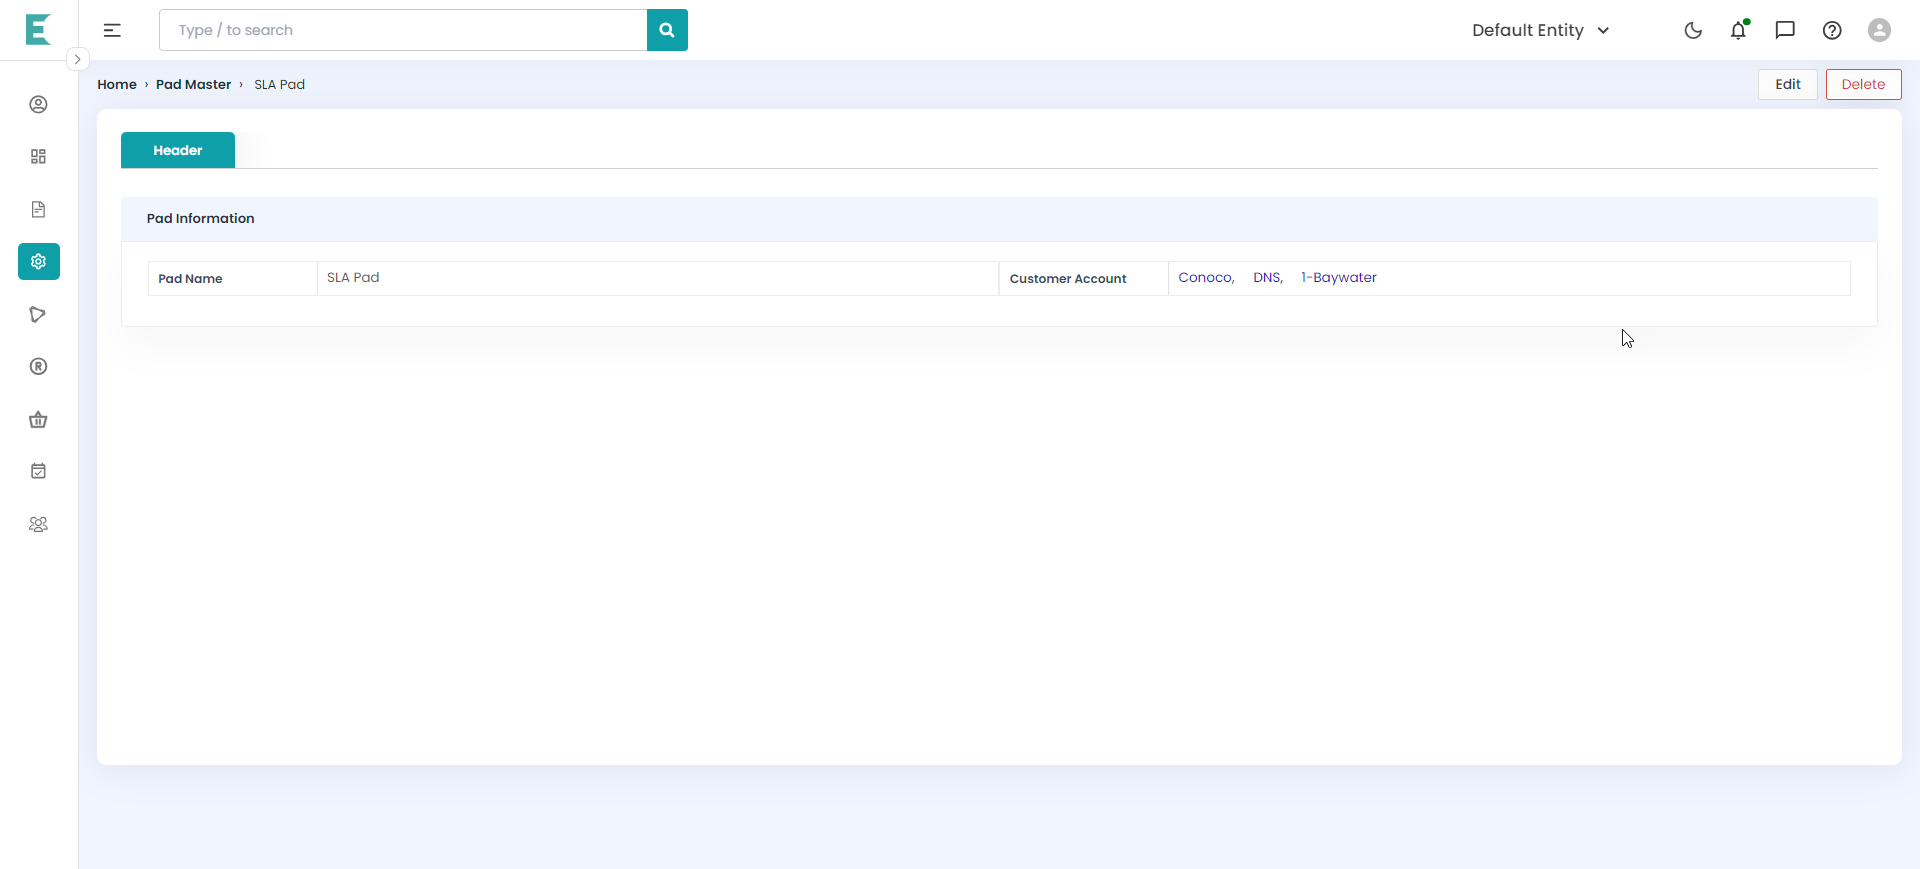 Type / to search
Default Entity
Home › Pad Master › SLA Pad
Edit
Delete
Header
Pad Information
Pad Name
SLA Pad
Customer Account
Conoco, DNS, 1-Baywater